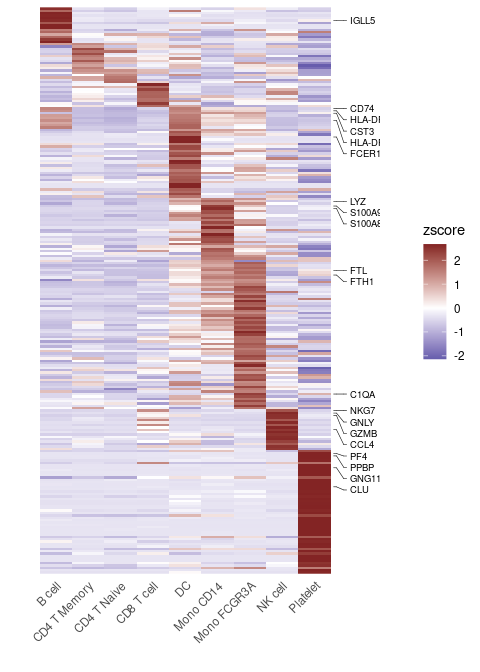 IGLL5
CD74
HLA-DI
CST3
HLA-DI
FCER1
LYZ
S100A9
S100A8
FTL
FTH1
C1QA
NKG7
GNLY
GZMB
CCL4
PF4
PPBP
GNG11
CLU
zscore
2
1
0
-1
-2
B cell
CD4 T Memory
CD4 T Naive
CD8 T cell
DC
Mono CD14
Mono FCGR3A
NK cell
Platelet